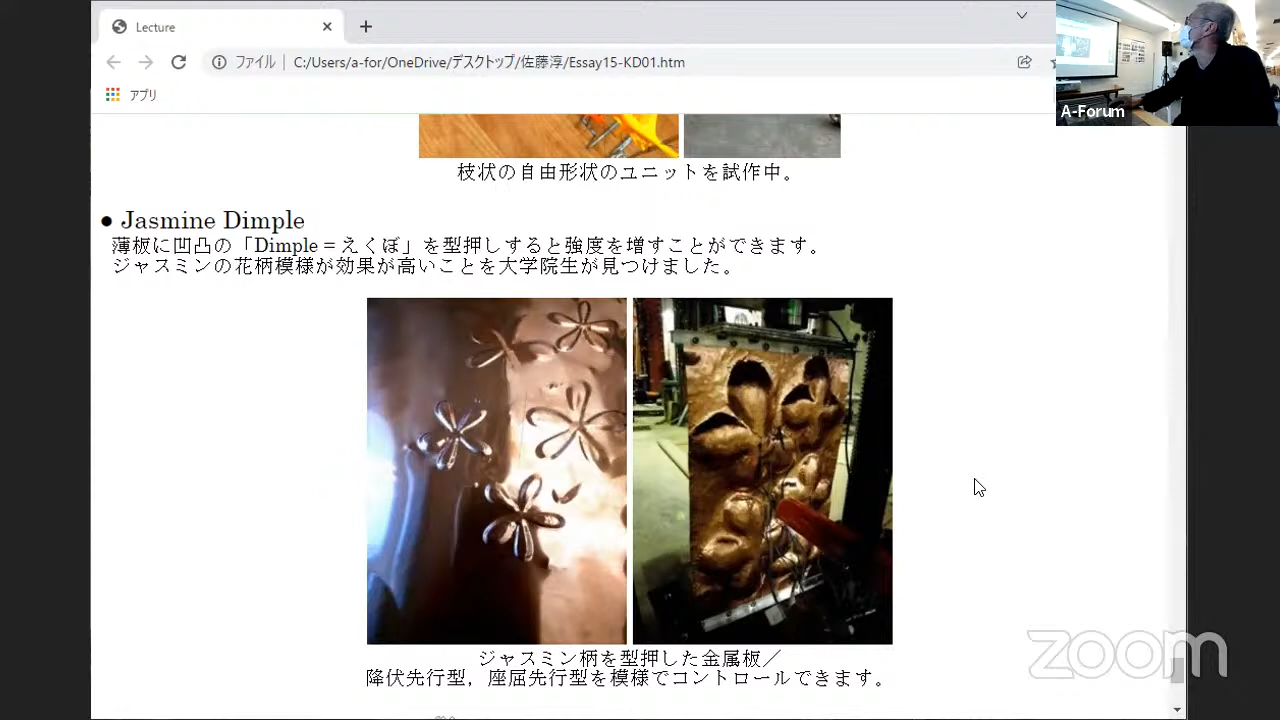 Lecture
ファイル
C:/Users/a-for/OneDrive/デスクトップ/佐藤淳/Essay15-KD01.htm
アプリ
A-Forum
枝状の自由形状のユニットを試作中。
● Jasmine Dimple
薄板に凹凸の「Dimple = えくぼ」を型押しすると強度を増すことができます。
ジャスミンの花柄模様が効果が高いことを大学院生が見つけました。
ジャスミン柄を型押しした金属板／
降伏先行型，座屈先行型を模様でコントロールできます。
zoom